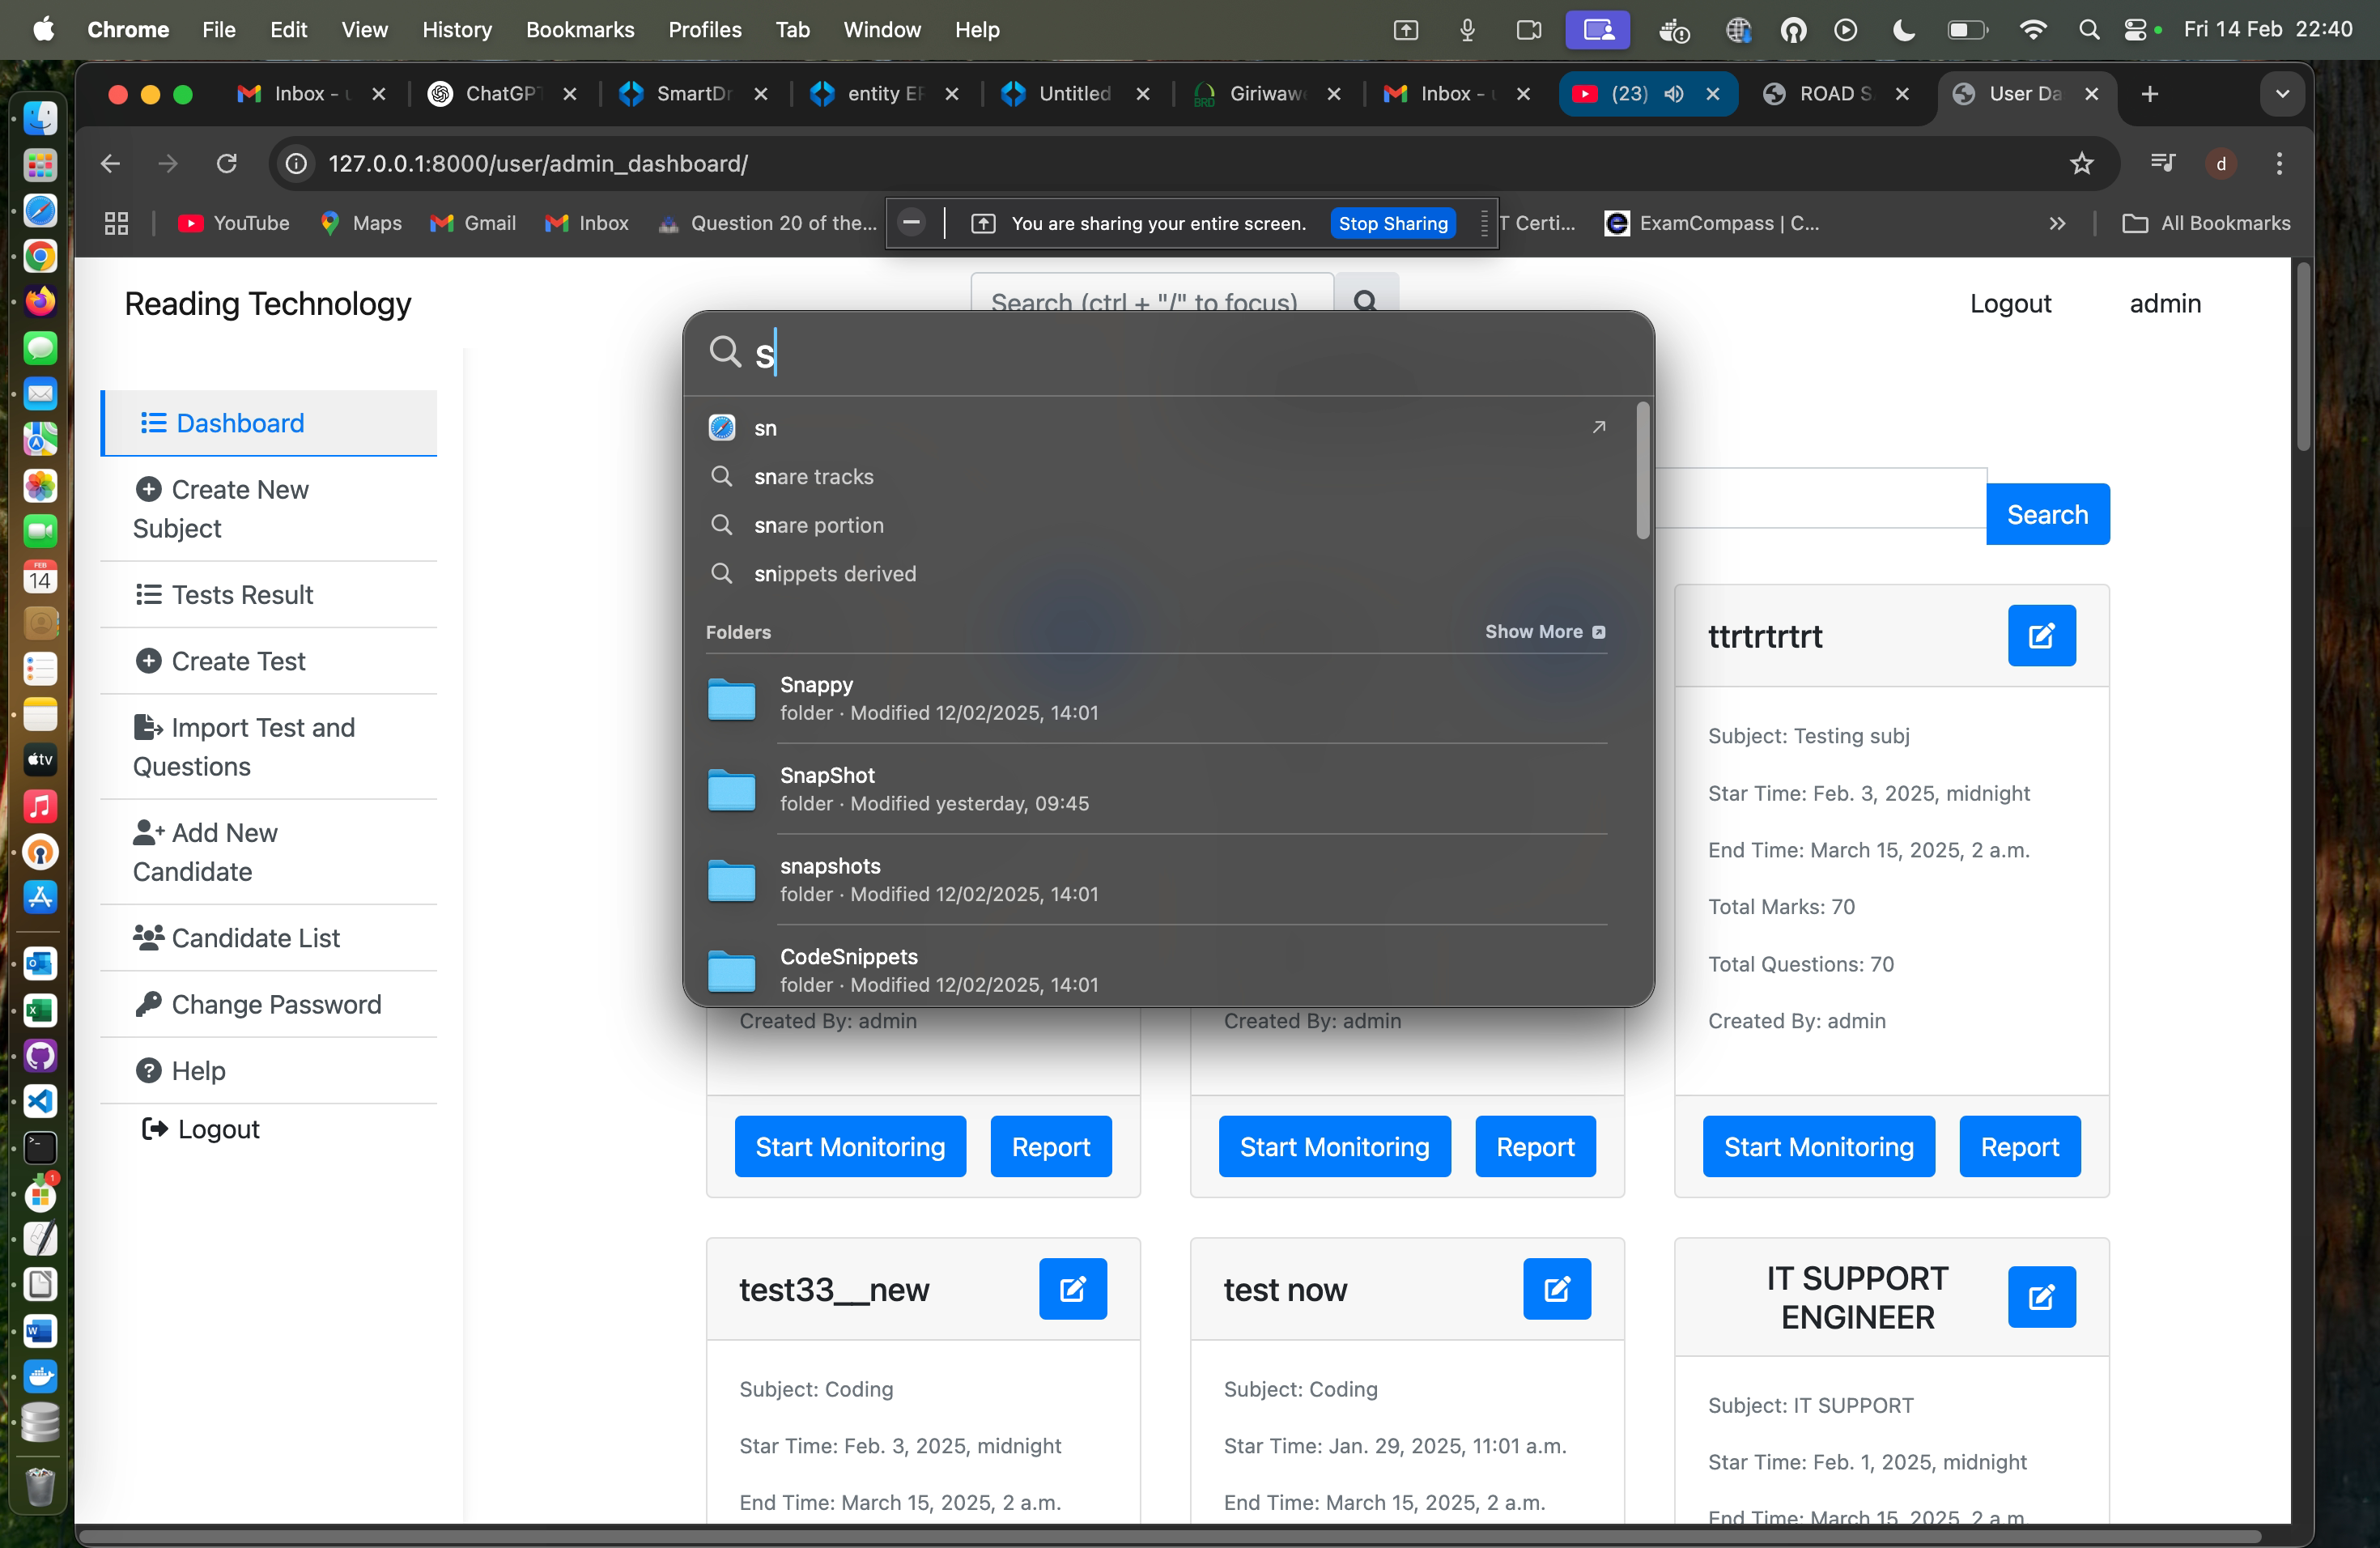 Chrome File Edit View History Bookmarks Profiles Tab Window Help
Fri 14 Feb 22:40
Inbox - ChatGP SmartDr entity ER Untitled Giriwaw Inbox - (23) ROAD S User Da
127.0.0.1:8000/user/admin_dashboard/
d
YouTube Maps Gmail Inbox Question 20 of the...
You are sharing your entire screen. Stop Sharing
T Certi... ExamCompass | C... All Bookmarks
Reading Technology
Search (ctrl + "/" to focus)
Logout admin
Dashboard
Create New
Subject
Tests Result
Create Test
Import Test and
Questions
Add New
Candidate
Candidate List
Change Password
Help
Logout
s
sn
snare tracks
snare portion
snippets derived
Folders
Show More
Snappy
folder · Modified 12/02/2025, 14:01
SnapShot
folder · Modified yesterday, 09:45
snapshots
folder · Modified 12/02/2025, 14:01
CodeSnippets
folder · Modified 12/02/2025, 14:01
Search
ttrtrtrtrt
Subject: Testing subj
Star Time: Feb. 3, 2025, midnight
End Time: March 15, 2025, 2 a.m.
Total Marks: 70
Total Questions: 70
Created By: admin
Start Monitoring Report
Created By: admin
Start Monitoring Report
Created By: admin
Start Monitoring Report
test33__new
Subject: Coding
Star Time: Feb. 3, 2025, midnight
End Time: March 15, 2025, 2 a.m.
test now
Subject: Coding
Star Time: Jan. 29, 2025, 11:01 a.m.
End Time: March 15, 2025, 2 a.m.
IT SUPPORT
ENGINEER
Subject: IT SUPPORT
Star Time: Feb. 1, 2025, midnight
End Time: March 15, 2025, 2 a.m.
FEB
14
tv
1